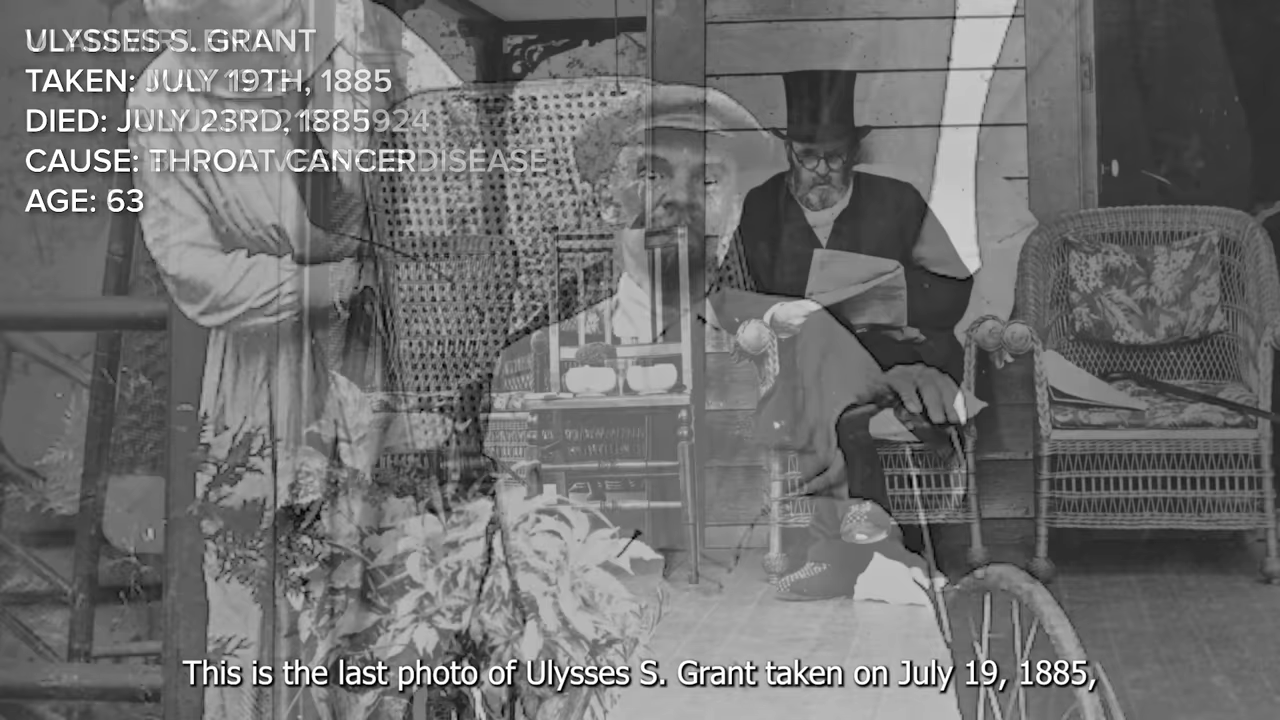 ULYSSES S. GRANT
TAKEN: JULY 19TH, 1885
DIED: JULY 23RD, 1885
CAUSE: THROAT CANCER
AGE: 63
This is the last photo of Ulysses S. Grant taken on July 19, 1885,